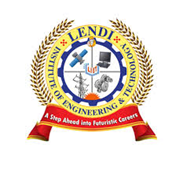 LENDI
INSTITUTE OF ENGINEERING & TECHNOLOGY
A Step Ahead into Futuristic Careers